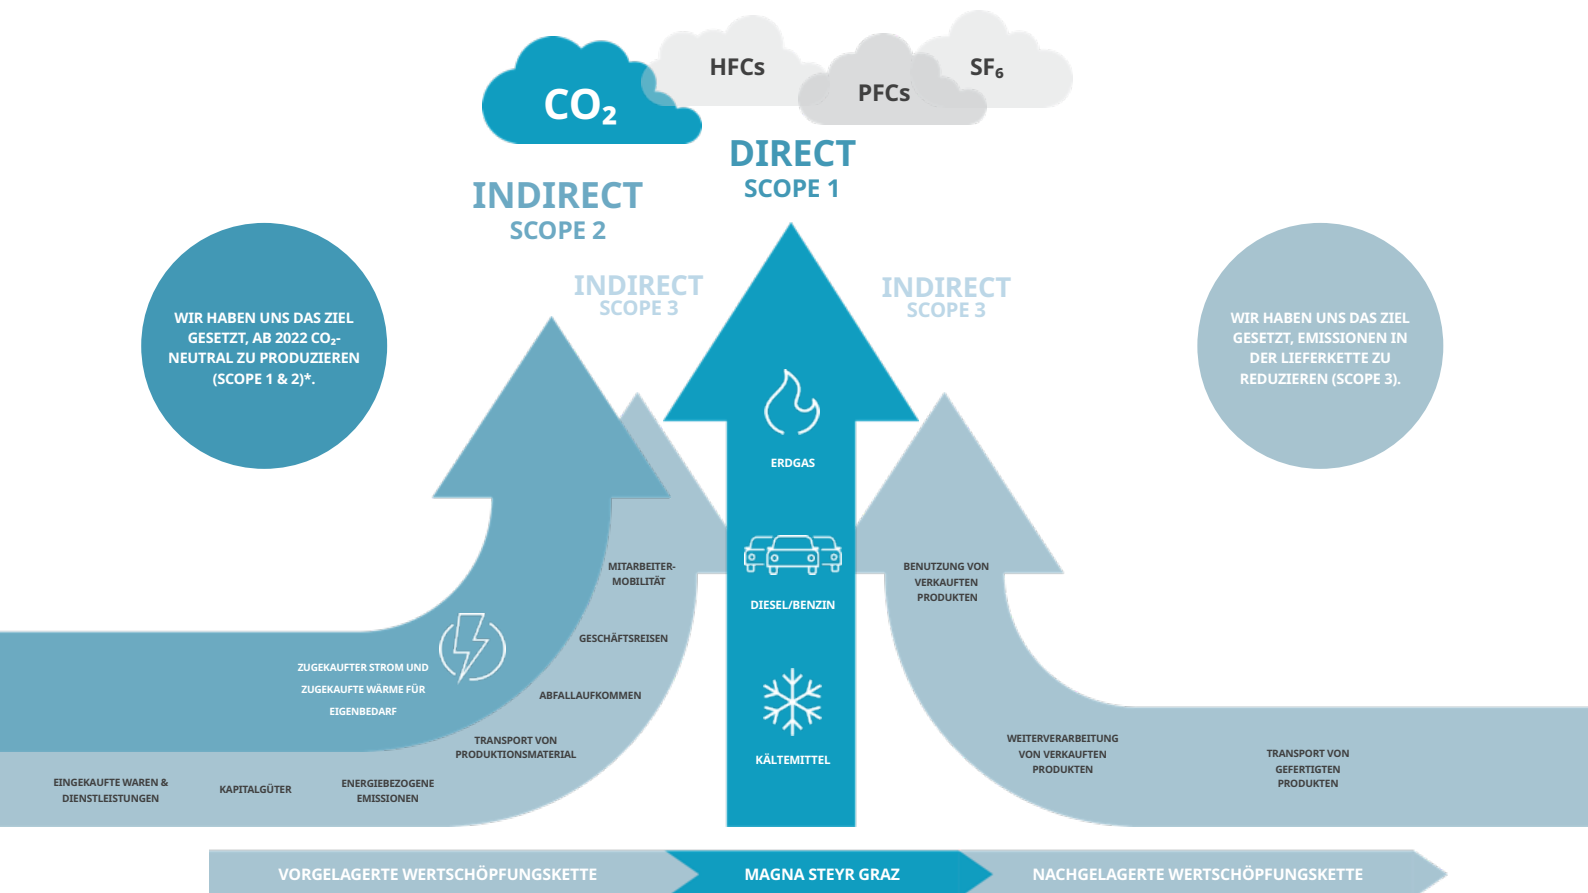 CO₂
HFCs
PFCs
SF₆
DIRECT
SCOPE 1
INDIRECT
SCOPE 2
INDIRECT
SCOPE 3
INDIRECT
SCOPE 3
WIR HABEN UNS DAS ZIEL
GESETZT, AB 2022 CO₂-
NEUTRAL ZU PRODUZIEREN
(SCOPE 1 & 2)*.
WIR HABEN UNS DAS ZIEL
GESETZT, EMISSIONEN IN
DER LIEFERKETTE ZU
REDUZIEREN (SCOPE 3).
ERDGAS
DIESEL/BENZIN
KÄLTEMITTEL
ZUGEKAUFTER STROM UND
ZUGEKAUFTE WÄRME FÜR
EIGENBEDARF
MITARBEITER-
MOBILITÄT
GESCHÄFTSREISEN
ABFALLAUFKOMMEN
TRANSPORT VON
PRODUKTIONSMATERIAL
ENERGIEBEZOGENE
EMISSIONEN
KAPITALGÜTER
EINGEKAUFTE WAREN &
DIENSTLEISTUNGEN
BENUTZUNG VON
VERKAUFTEN
PRODUKTEN
WEITERVERARBEITUNG
VON VERKAUFTEN
PRODUKTEN
TRANSPORT VON
GEFERTIGTEN
PRODUKTEN
VORGELAGERTE WERTSCHÖPFUNGSKETTE
MAGNA STEYR GRAZ
NACHGELAGERTE WERTSCHÖPFUNGSKETTE